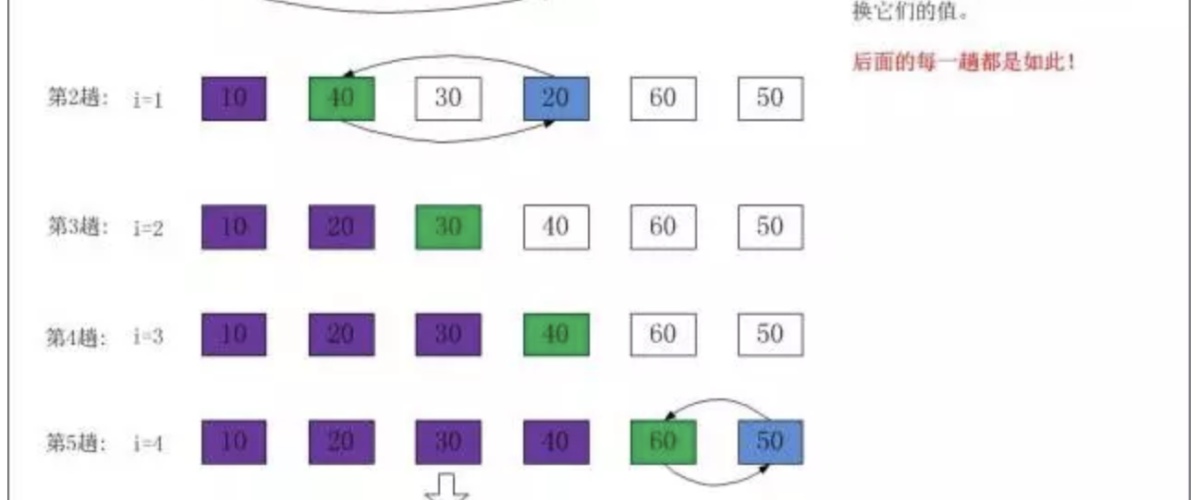 换它们的值。
后面的每一趟都是如此!
第2趟: i=1 10 40 30 20 60 50
第3趟: i=2 10 20 30 40 60 50
第4趟: i=3 10 20 30 40 60 50
第5趟: i=4 10 20 30 40 60 50